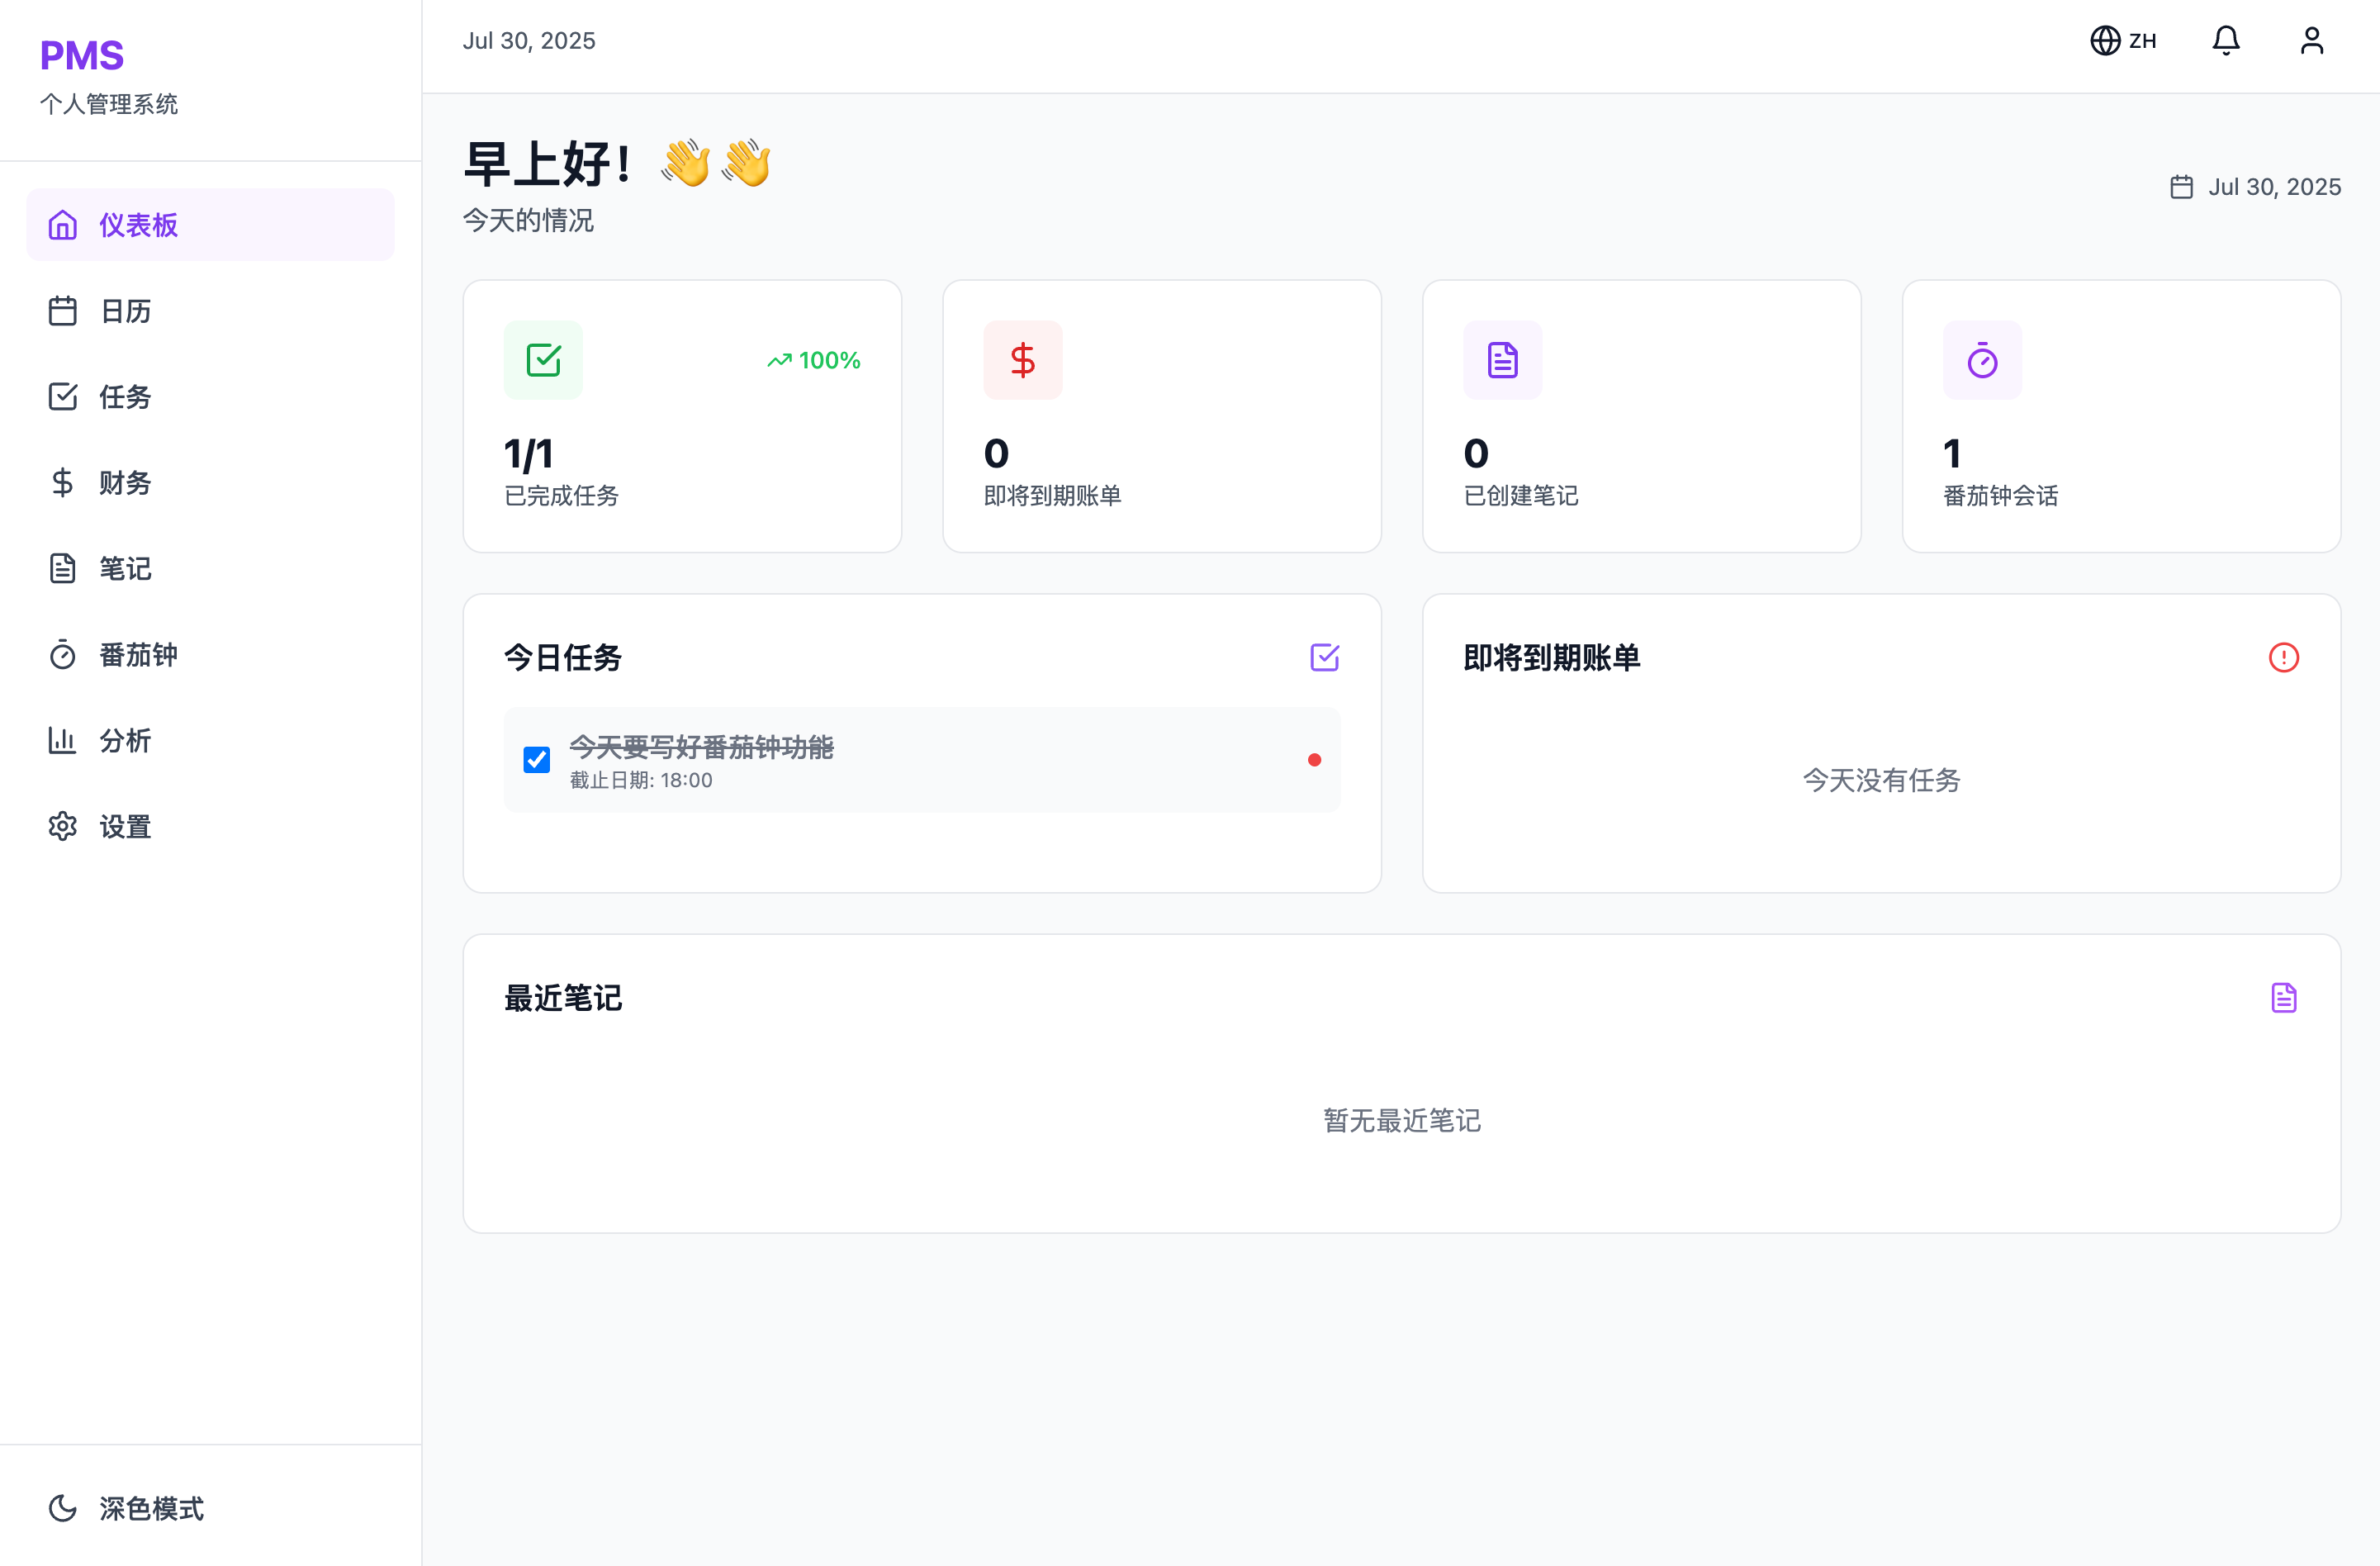 PMS
个人管理系统
仪表板
日历
任务
财务
笔记
番茄钟
分析
设置
深色模式
Jul 30, 2025
ZH
早上好！👋👋
今天的情况
Jul 30, 2025
100%
1/1
已完成任务
0
即将到期账单
0
已创建笔记
1
番茄钟会话
今日任务
今天要写好番茄钟功能
截止日期: 18:00
即将到期账单
今天没有任务
最近笔记
暂无最近笔记